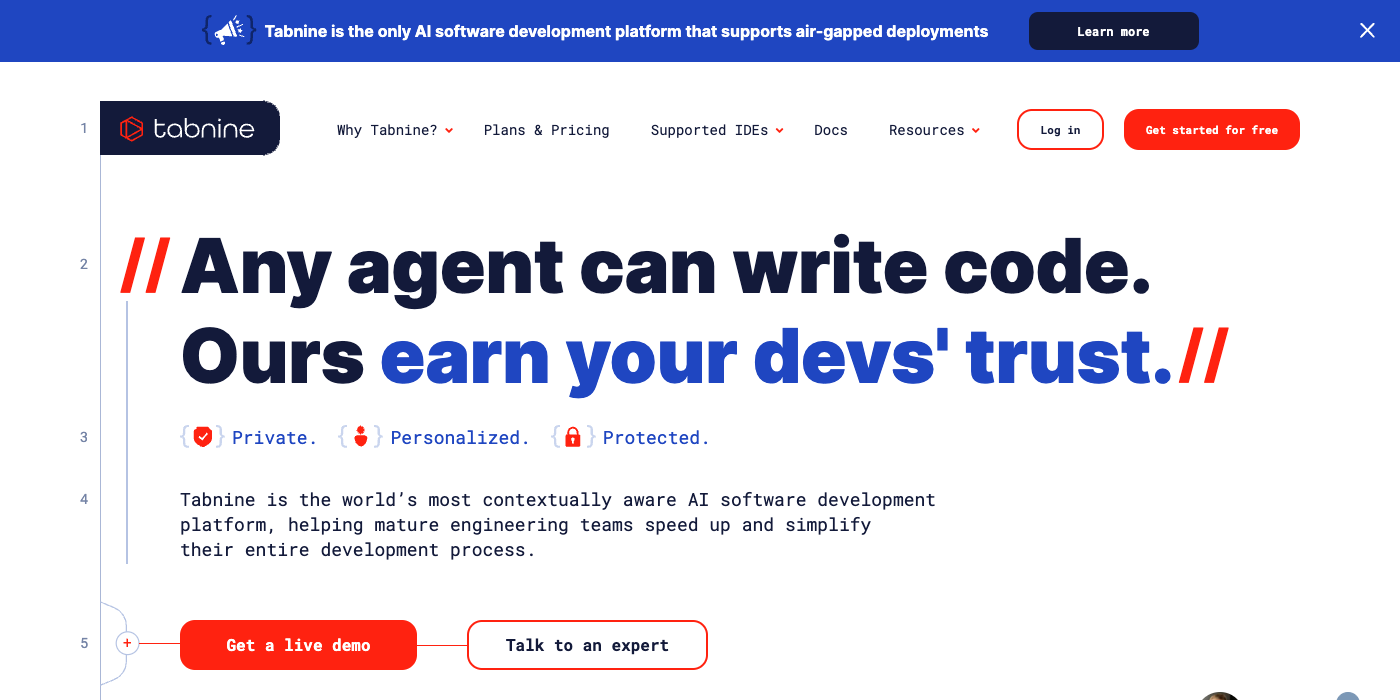 Tabnine is the only AI software development platform that supports air-gapped deployments
Learn more
1
tabnine
Why Tabnine?
Plans & Pricing
Supported IDEs
Docs
Resources
Log in
Get started for free
2
// Any agent can write code.
Ours earn your devs' trust.//
3
{ } Private.
{ } Personalized.
{ } Protected.
4
Tabnine is the world’s most contextually aware AI software development
platform, helping mature engineering teams speed up and simplify
their entire development process.
5
+
Get a live demo
Talk to an expert